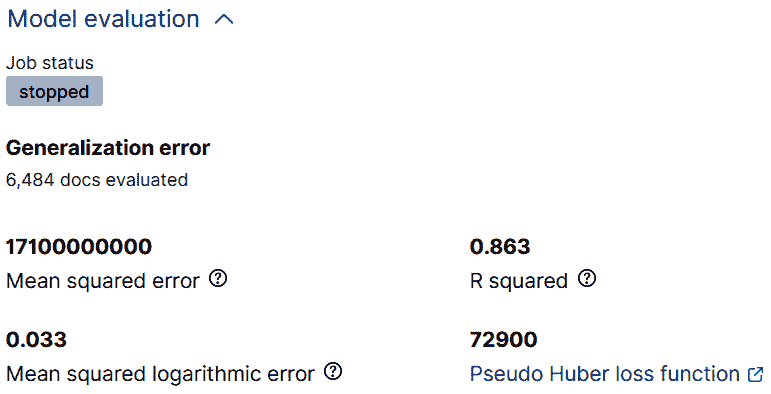 Model evaluation
Job status
stopped
Generalization error
6,484 docs evaluated
17100000000
Mean squared error
0.863
R squared
0.033
Mean squared logarithmic error
72900
Pseudo Huber loss function